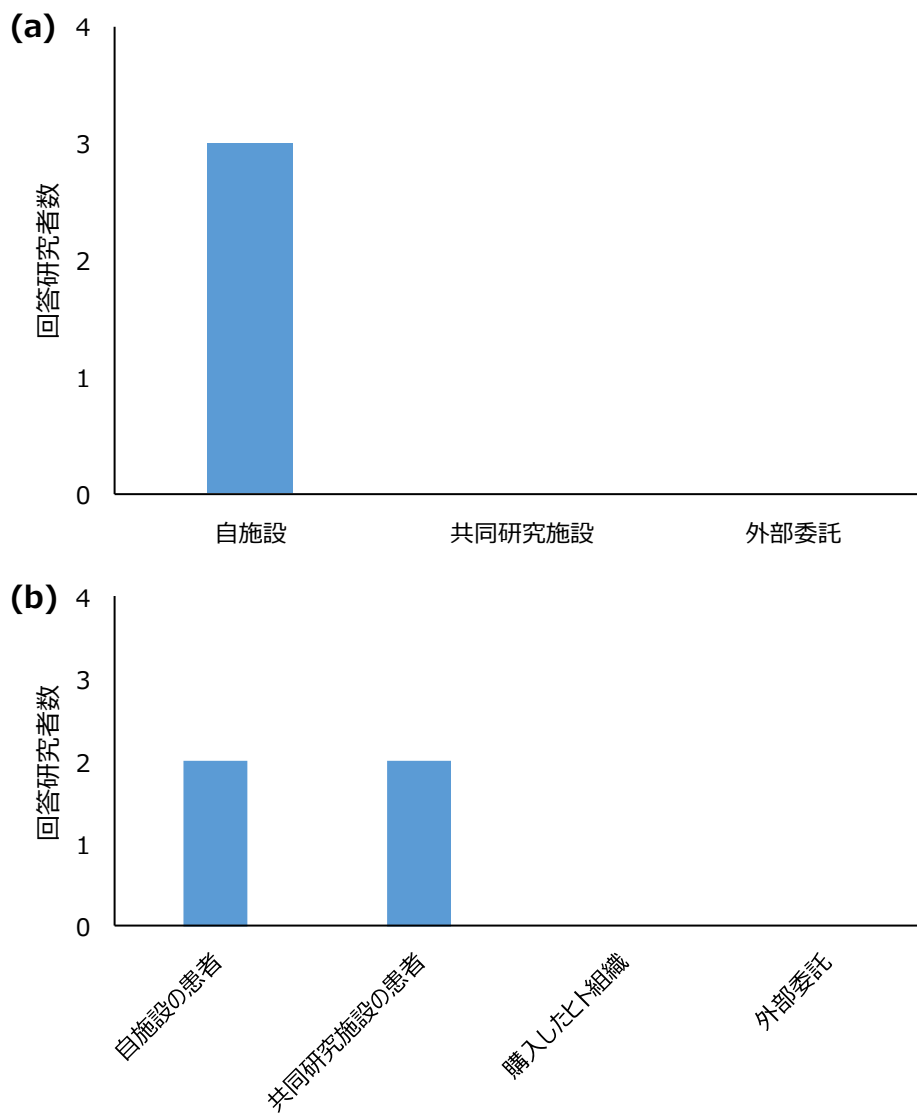 (a)
4
3
2
1
0
回答研究者数
自施設
共同研究施設
外部委託
(b)
4
3
2
1
0
回答研究者数
自施設の患者
共同研究施設の患者
購入したヒト組織
外部委託